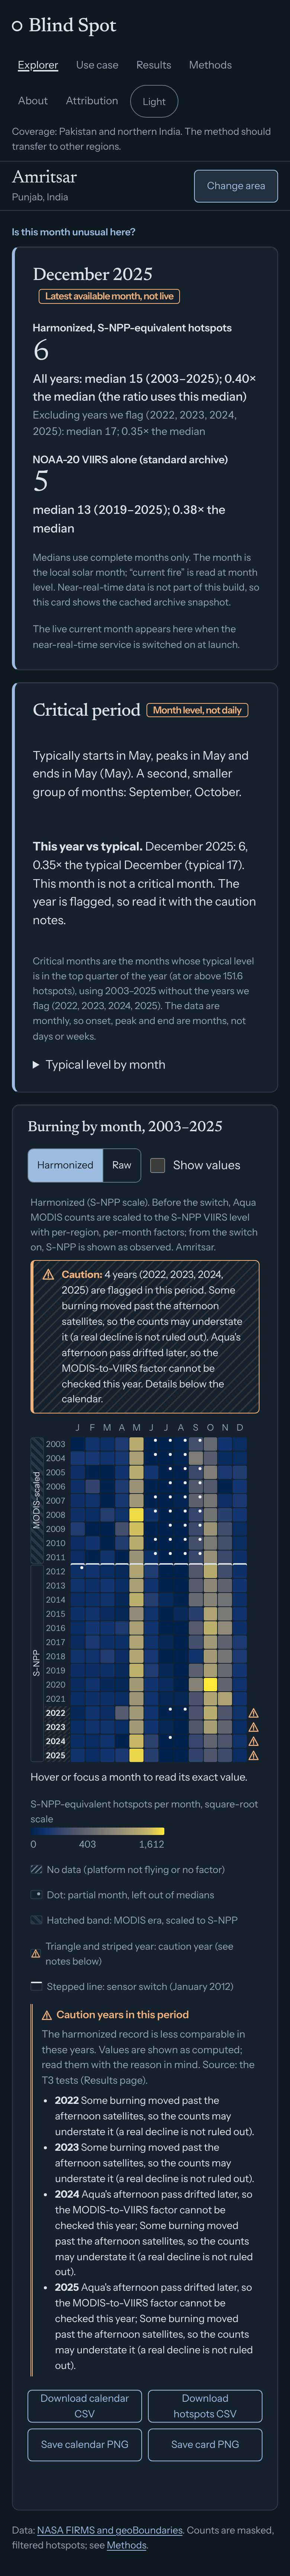 Blind Spot
Explorer Use case Results Methods
About Attribution Light
Coverage: Pakistan and northern India. The method should
transfer to other regions.
Amritsar
Punjab, India
Change area
Is this month unusual here?
December 2025
Latest available month, not live
Harmonized, S-NPP-equivalent hotspots
6
All years: median 15 (2003–2025); 0.40×
the median (the ratio uses this median)
Excluding years we flag (2022, 2023, 2024,
2025): median 17; 0.35× the median
NOAA-20 VIIRS alone (standard archive)
5
median 13 (2019–2025); 0.38× the
median
Medians use complete months only. The month is
the local solar month; “current fire” is read at month
level. Near-real-time data is not part of this build, so
this card shows the cached archive snapshot.
The live current month appears here when the
near-real-time service is switched on at launch.
Critical period
Month level, not daily
Typically starts in May, peaks in May and
ends in May (May). A second, smaller
group of months: September, October.
This year vs typical. December 2025: 6,
0.35× the typical December (typical 17).
This month is not a critical month. The
year is flagged, so read it with the caution
notes.
Critical months are the months whose typical level
is in the top quarter of the year (at or above 151.6
hotspots), using 2003–2025 without the years we
flag (2022, 2023, 2024, 2025). The data are
monthly, so onset, peak and end are months, not
days or weeks.
Typical level by month
Burning by month, 2003–2025
Harmonized Raw Show values
Harmonized (S-NPP scale). Before the switch, Aqua
MODIS counts are scaled to the S-NPP VIIRS level
with per-region, per-month factors; from the switch
on, S-NPP is shown as observed. Amritsar.
Caution: 4 years (2022, 2023, 2024,
2025) are flagged in this period. Some
burning moved past the afternoon
satellites, so the counts may understate
it (a real decline is not ruled out). Aqua's
afternoon pass drifted later, so the
MODIS-to-VIIRS factor cannot be
checked this year; Details below the
calendar.
J F M A M J J A S O N D
MODIS-scaled
2003
2004
2005
2006
2007
2008
2009
2010
2011
S-NPP
2012
2013
2014
2015
2016
2017
2018
2019
2020
2021
2022
2023
2024
2025
Hover or focus a month to read its exact value.
S-NPP-equivalent hotspots per month, square-root
scale
0 403 1,612
No data (platform not flying or no factor)
Dot: partial month, left out of medians
Hatched band: MODIS era, scaled to S-NPP
Triangle and striped year: caution year (see
notes below)
Stepped line: sensor switch (January 2012)
Caution years in this period
The harmonized record is less comparable in
these years. Values are shown as computed;
read them with the reason in mind. Source: the
T3 tests (Results page).
• 2022 Some burning moved past the
afternoon satellites, so the counts may
understate it (a real decline is not ruled out).
• 2023 Some burning moved past the
afternoon satellites, so the counts may
understate it (a real decline is not ruled out).
• 2024 Aqua's afternoon pass drifted later, so
the MODIS-to-VIIRS factor cannot be
checked this year; Some burning moved
past the afternoon satellites, so the counts
may understate it (a real decline is not ruled
out).
• 2025 Aqua's afternoon pass drifted later, so
the MODIS-to-VIIRS factor cannot be
checked this year; Some burning moved
past the afternoon satellites, so the counts
may understate it (a real decline is not ruled
out).
Download calendar
CSV
Download
hotspots CSV
Save calendar PNG
Save card PNG
Data: NASA FIRMS and geoBoundaries. Counts are masked,
filtered hotspots; see Methods.